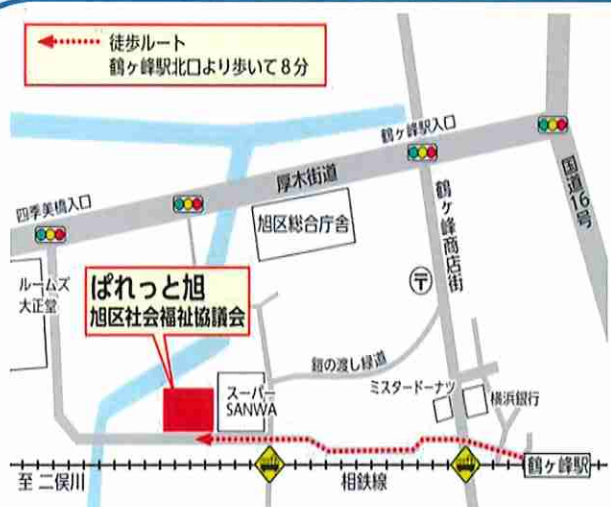 徒歩ルート
鶴ヶ峰駅北口より歩いて8分
鶴ヶ峰駅入口
厚木街道
四季美橋入口
国道16号
旭区総合庁舎
鶴ヶ峰商店街
ルームズ
大正堂
ぱれっと旭
旭区社会福祉協議会
〒
鎧の渡し緑道
スーパー
SANWA
ミスタードーナツ
横浜銀行
鶴ヶ峰駅
至 二俣川
相鉄線